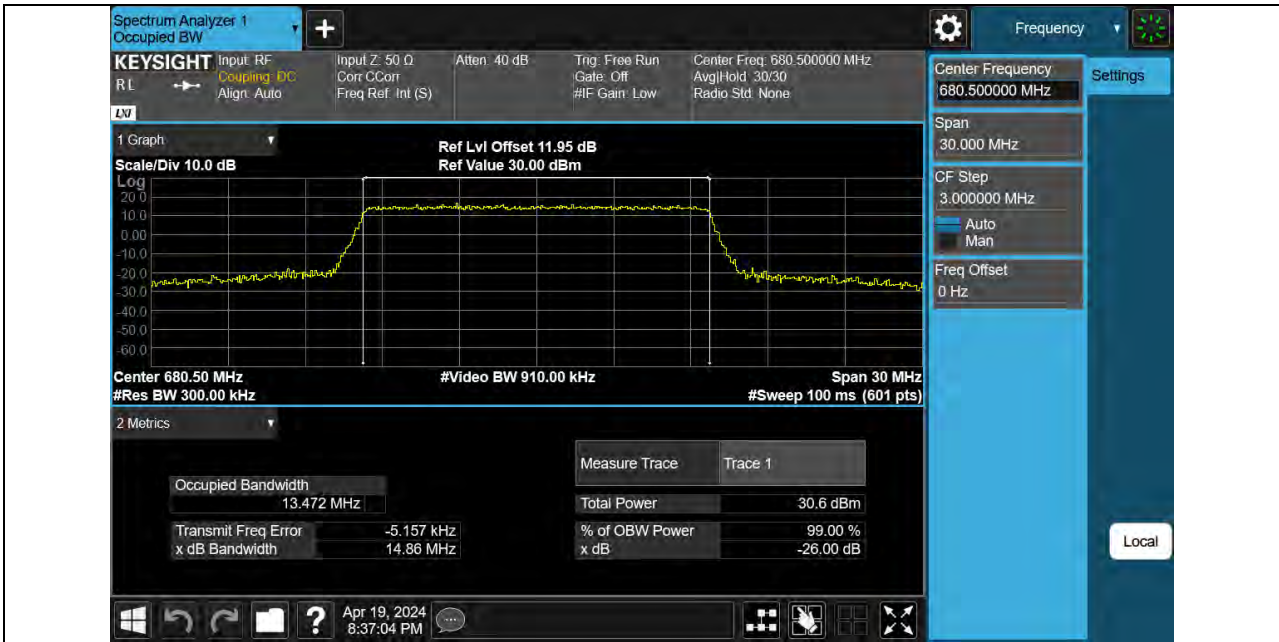 Spectrum Analyzer 1
Occupied BW
Frequency
KEYSIGHT
RL
LXI
Input: RF
Coupling: DC
Align: Auto
Input Z: 50 Ω
Corr CCorr
Freq Ref: Int (S)
Atten: 40 dB
Trig: Free Run
Gate: Off
#IF Gain: Low
Center Freq: 680.500000 MHz
Avg|Hold: 30/30
Radio Std: None
1 Graph
Scale/Div 10.0 dB
Ref Lvl Offset 11.95 dB
Ref Value 30.00 dBm
Log
20.0
10.0
0.00
-10.0
-20.0
-30.0
-40.0
-50.0
-60.0
Center 680.50 MHz
#Video BW 910.00 kHz
Span 30 MHz
#Res BW 300.00 kHz
#Sweep 100 ms (601 pts)
2 Metrics
Occupied Bandwidth
13.472 MHz
Transmit Freq Error -5.157 kHz
x dB Bandwidth 14.86 MHz
Measure Trace Trace 1
Total Power 30.6 dBm
% of OBW Power 99.00 %
x dB -26.00 dB
Center Frequency
680.500000 MHz
Settings
Span
30.000 MHz
CF Step
3.000000 MHz
Auto
Man
Freq Offset
0 Hz
Local
?
Apr 19, 2024
8:37:04 PM